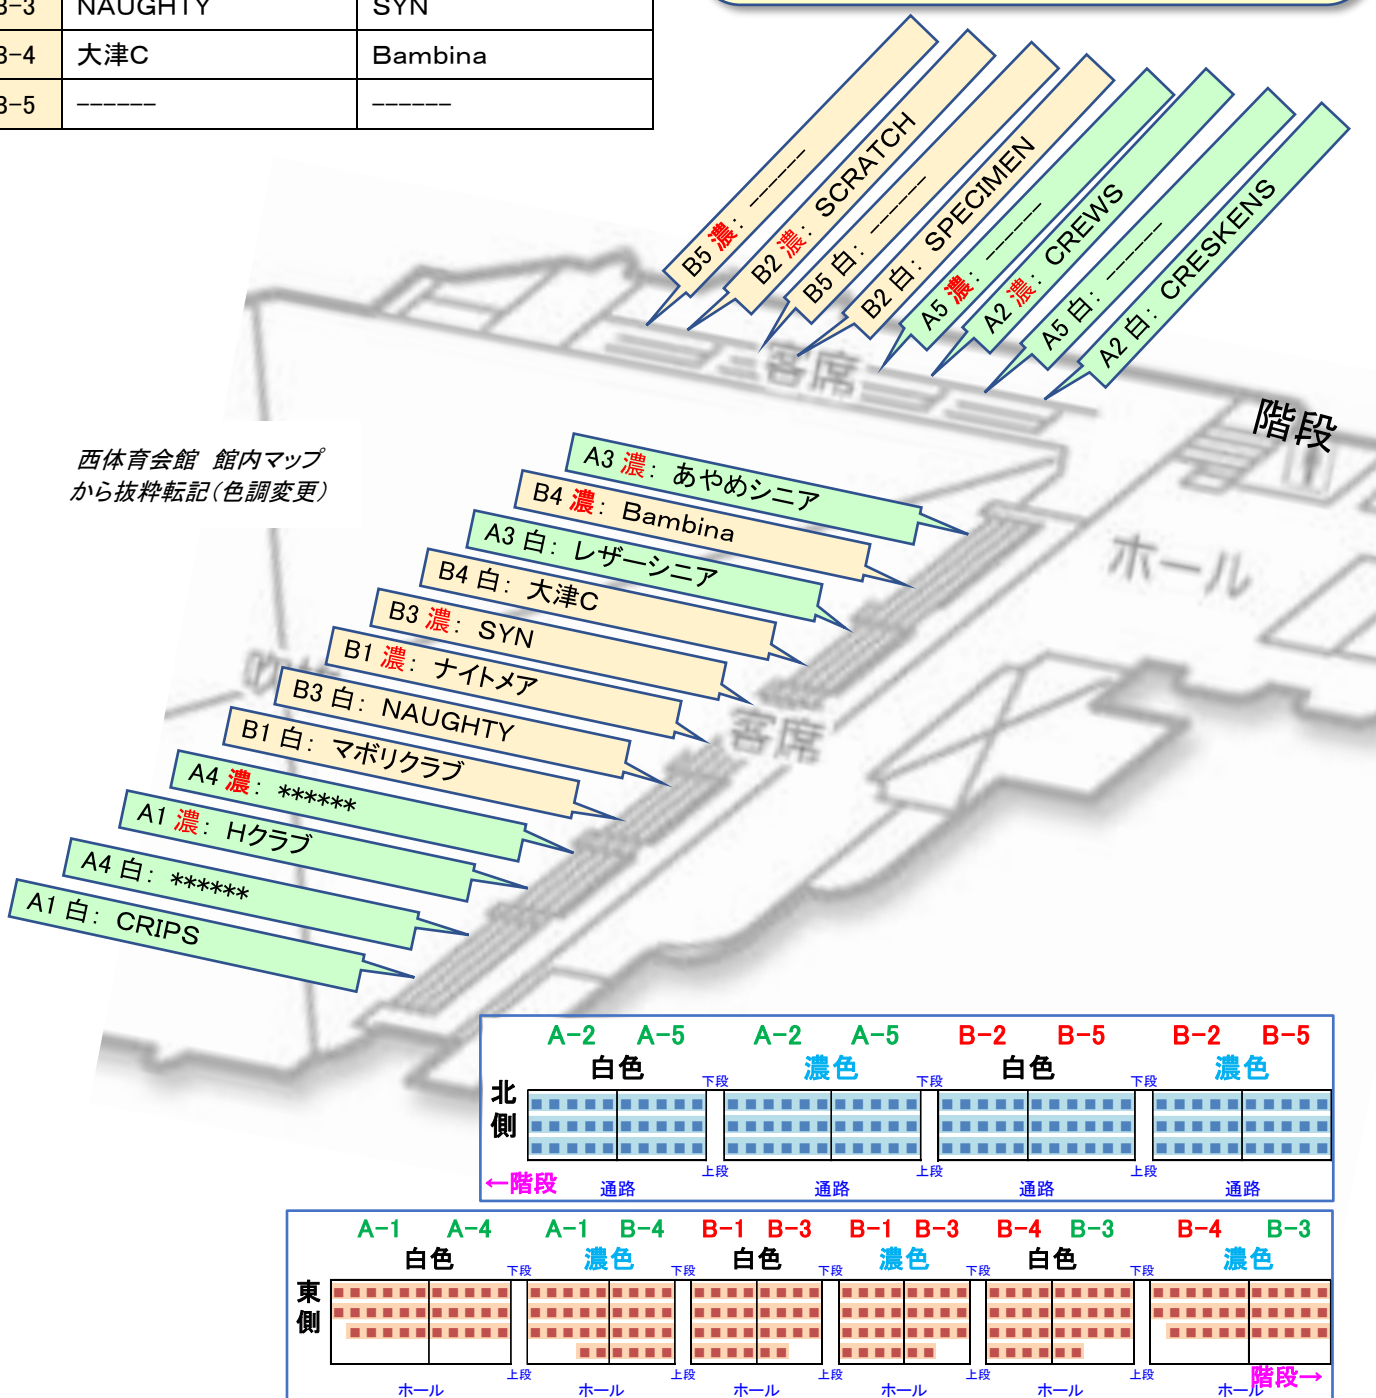 B-3 NAUGHTY SYN
B-4 大津C Bambina
B-5 ------ ------
B5 濃: ------
B2 濃: SCRATCH
B5 白: ------
B2 白: SPECIMEN
A5 濃: ------
A2 濃: CREWS
A5 白: ------
A2 白: CRESKENS
客席
階段
西体育会館 館内マップ
から抜粋転記(色調変更)
ホール
A3 濃: あやめシニア
B4 濃: Bambina
A3 白: レザーシニア
B4 白: 大津C
B3 濃: SYN
B1 濃: ナイトメア
B3 白: NAUGHTY
B1 白: マボリクラブ
A4 濃: ******
A1 濃: Hクラブ
A4 白: ******
A1 白: CRIPS
客席
A-2 A-5 A-2 A-5 B-2 B-5 B-2 B-5
白色 濃色 白色 濃色
下段 下段 下段
北側
上段 上段 上段
←階段 通路 通路 通路 通路
A-1 A-4 A-1 B-4 B-1 B-3 B-1 B-3 B-4 B-3 B-4 B-3
白色 濃色 白色 濃色 白色 濃色
下段 下段 下段 下段 下段
東側
上段 上段 上段 上段 上段 階段→
ホール ホール ホール ホール ホール ホール